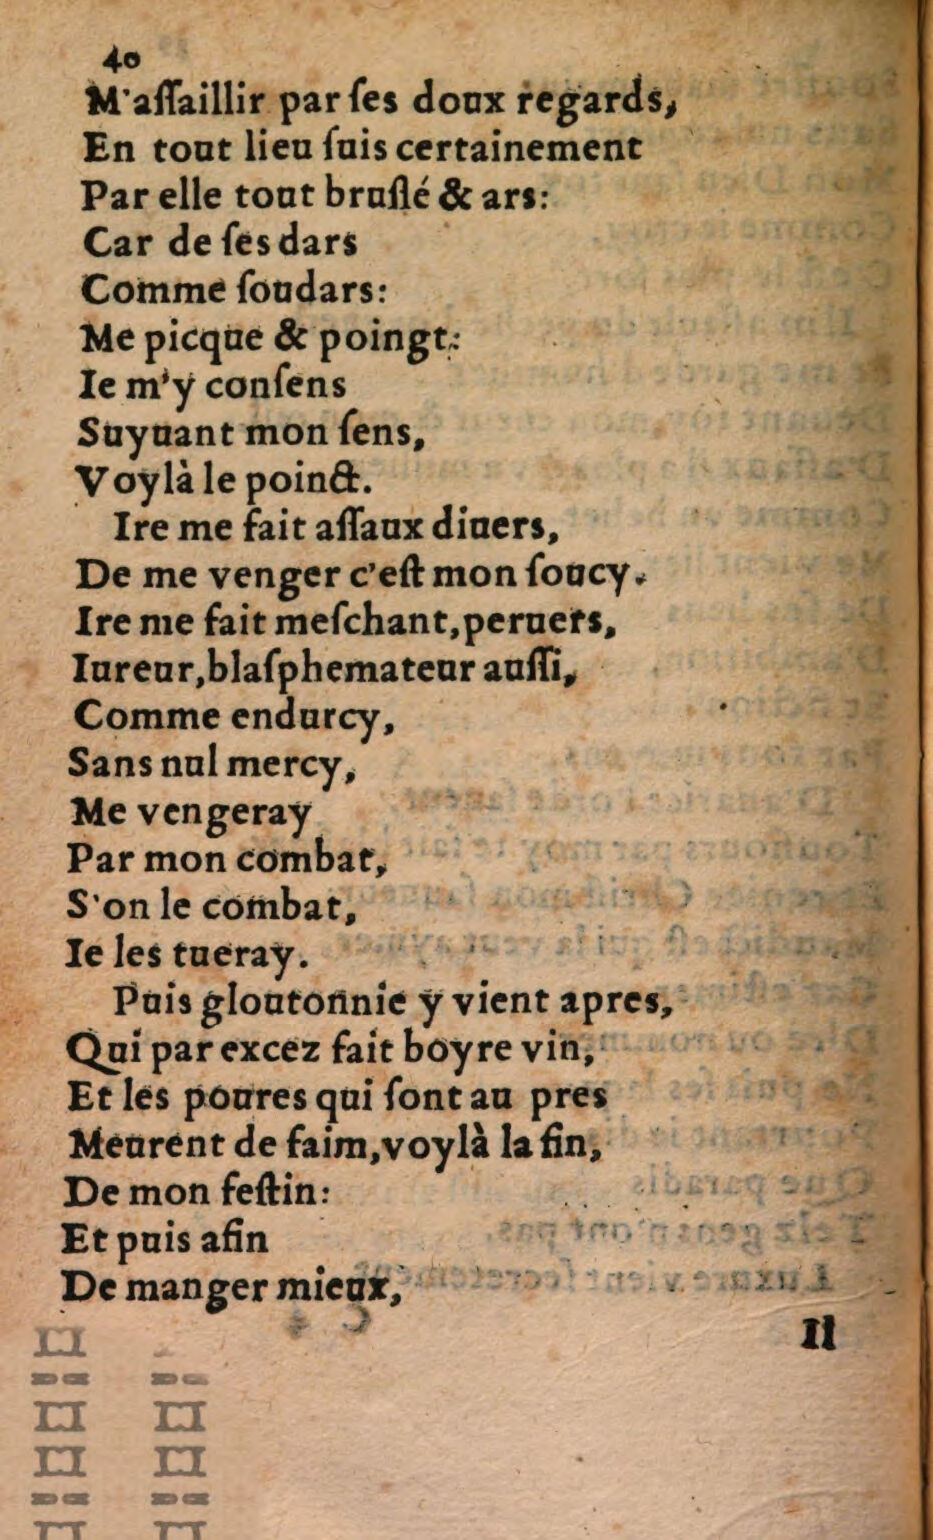 40
M'aſſaillir par ſes doux regards,
En tout lieu ſuis certainement
Par elle tout bruſlé & ars:
Car de ſes dars
Comme ſoudars:
Me picque & poingt:
Ie m'y conſens
Suyuant mon ſens,
Voylà le poinct.
Ire me fait aſſaux diuers,
De me venger c'eſt mon ſoucy.
Ire me fait meſchant, peruers,
Iureur, blaſphemateur auſſi,
Comme endurcy,
Sans nul mercy,
Me vengeray
Par mon combat,
S'on le combat,
Ie les tueray.
Puis gloutonnie y vient apres,
Qui par excez fait boyre vin,
Et les poures qui ſont au pres
Meurent de faim, voylà la fin,
De mon feſtin:
Et puis afin
De manger mieux,
Il